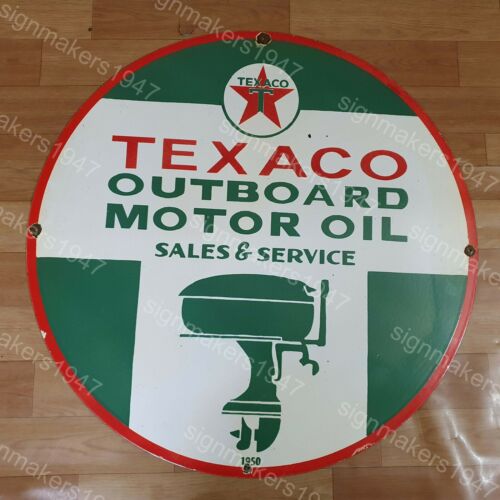 TEXACO
T
TEXACO
OUTBOARD
MOTOR OIL
SALES & SERVICE
1950
signmakers1947